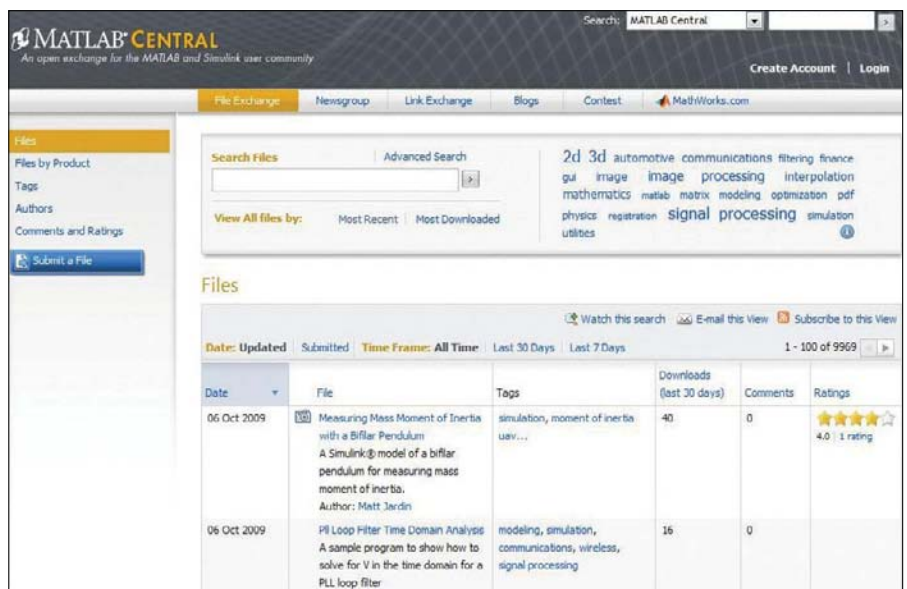 Search: MATLAB Central
MATLAB® CENTRAL
An open exchange for the MATLAB and Simulink user community
Create Account | Login
File Exchange Newsgroup Link Exchange Blogs Contest MathWorks.com
Files
Files by Product
Tags
Authors
Comments and Ratings
Submit a File
Search Files Advanced Search
View All files by: Most Recent Most Downloaded
2d 3d automotive communications filtering finance
gui image image processing interpolation
mathematics matlab matrix modeling optimization pdf
physics registration signal processing simulation
utilities
Files
Watch this search E-mail this View Subscribe to this View
Date: Updated Submitted Time Frame: All Time Last 30 Days Last 7 Days 1 - 100 of 9969
Date File Tags Downloads (last 30 days) Comments Ratings
06 Oct 2009
Measuring Mass Moment of Inertia
with a Bifilar Pendulum
A Simulink® model of a bifilar
pendulum for measuring mass
moment of inertia.
Author: Matt Jardin
simulation, moment of inertia
uav...
40
0
4.0 1 rating
06 Oct 2009
Pll Loop Filter Time Domain Analysis
A sample program to show how to
solve for V in the time domain for a
PLL loop filter
modeling, simulation,
communications, wireless,
signal processing
16
0